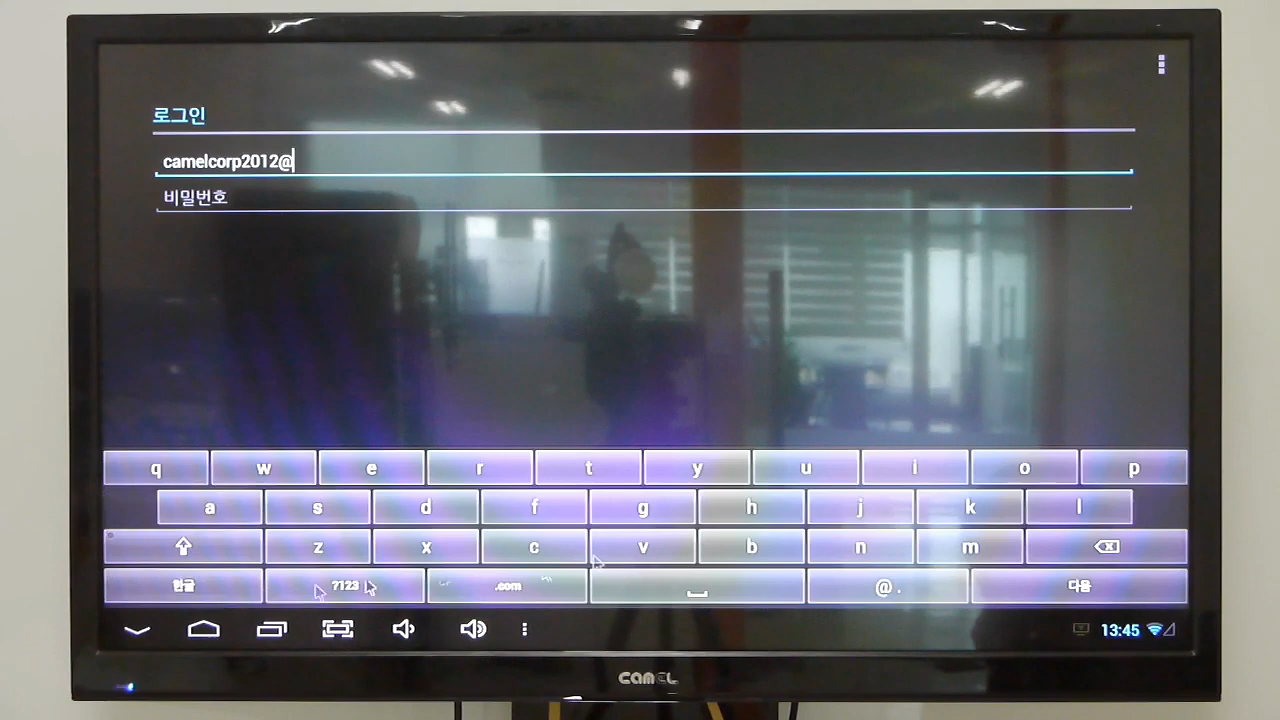 로그인
camelcorp2012@
비밀번호
q w e r t y u i o p
a s d f g h j k l
z x c v b n m
한글 ?123 .com @ . 다음
13:45
CAMEL